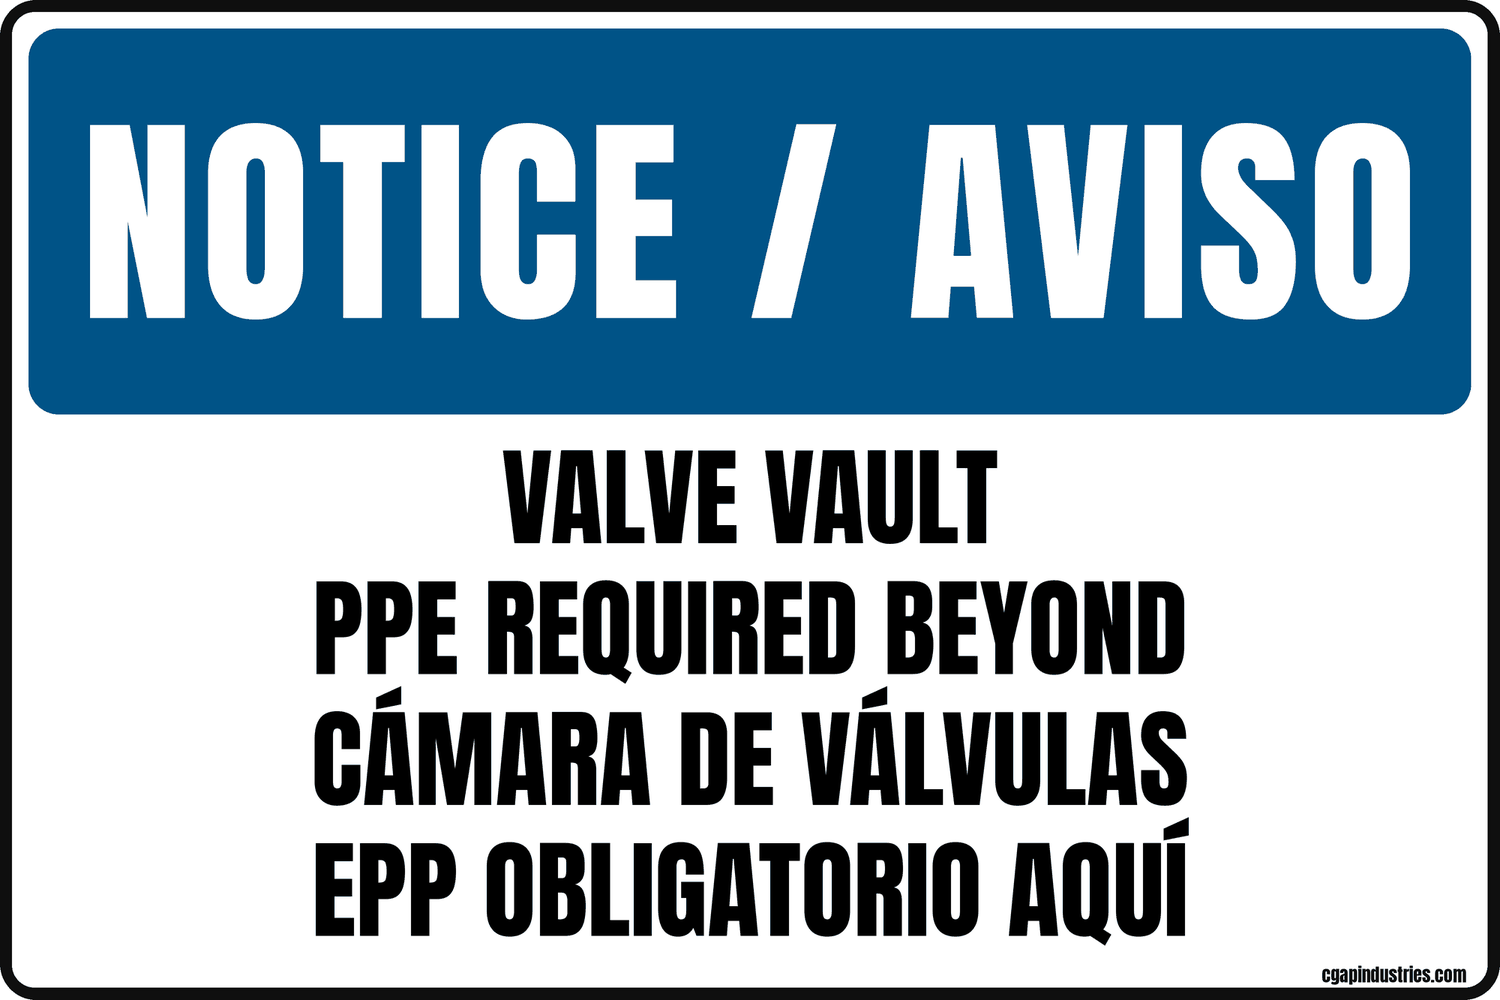 NOTICE / AVISO
VALVE VAULT
PPE REQUIRED BEYOND
CÁMARA DE VÁLVULAS
EPP OBLIGATORIO AQUÍ
cgapindustries.com